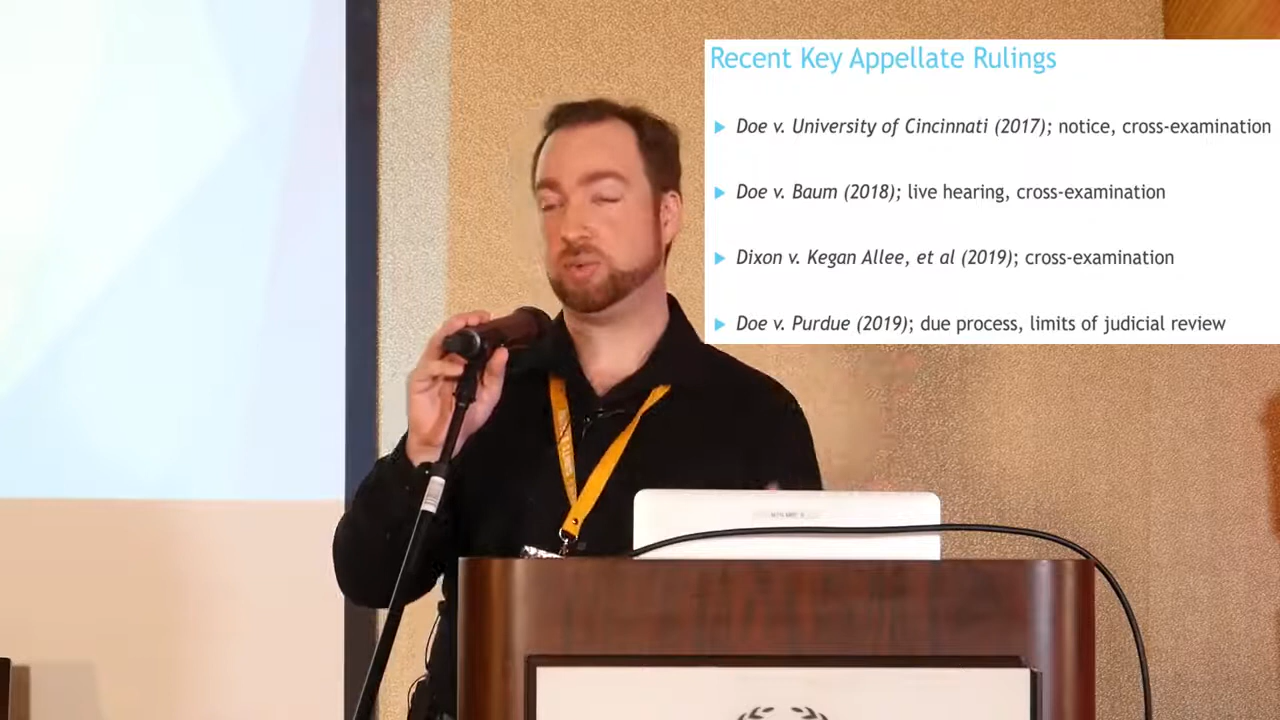 Recent Key Appellate Rulings
Doe v. University of Cincinnati (2017); notice, cross-examination
Doe v. Baum (2018); live hearing, cross-examination
Dixon v. Kegan Allee, et al (2019); cross-examination
Doe v. Purdue (2019); due process, limits of judicial review